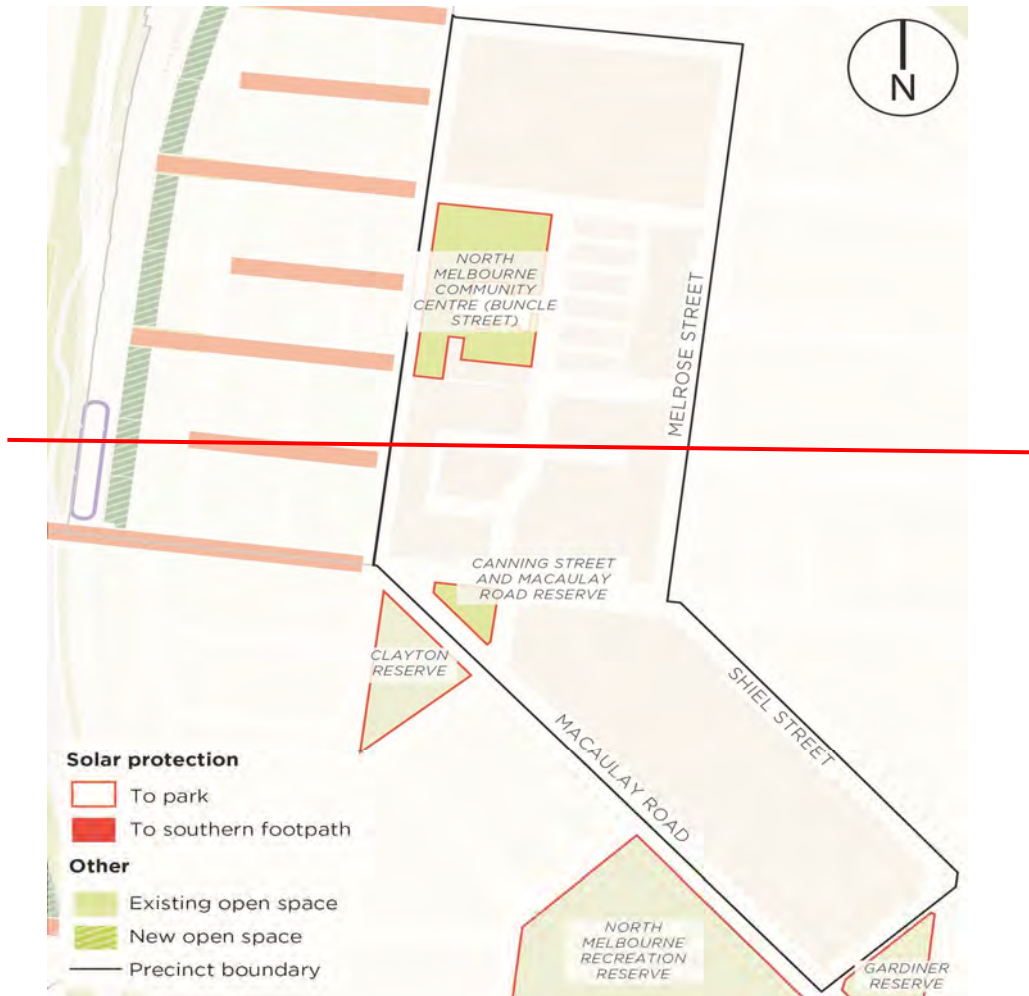 N
NORTH
MELBOURNE
COMMUNITY
CENTRE (BUNCLE
STREET)
MELROSE STREET
CANNING STREET
AND MACAULAY
ROAD RESERVE
CLAYTON
RESERVE
SHIEL STREET
MACAULAY ROAD
Solar protection
To park
To southern footpath
Other
Existing open space
New open space
Precinct boundary
NORTH
MELBOURNE
RECREATION
RESERVE
GARDINER
RESERVE